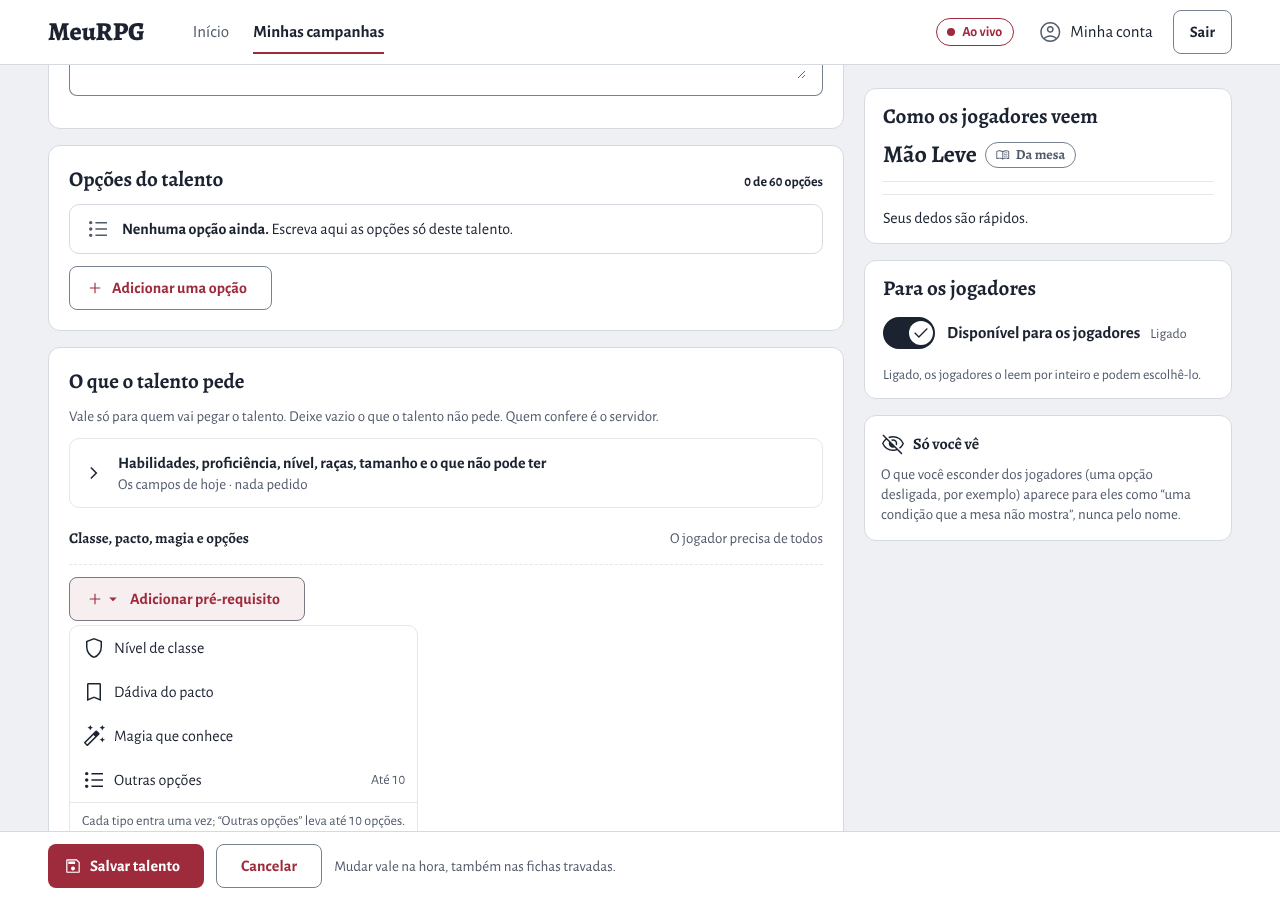 MeuRPG
Início
Minhas campanhas
Ao vivo
Minha conta
Sair
Opções do talento
0 de 60 opções
Nenhuma opção ainda. Escreva aqui as opções só deste talento.
Adicionar uma opção
O que o talento pede
Vale só para quem vai pegar o talento. Deixe vazio o que o talento não pede. Quem confere é o servidor.
Habilidades, proficiência, nível, raças, tamanho e o que não pode ter
Os campos de hoje · nada pedido
Classe, pacto, magia e opções
O jogador precisa de todos
Adicionar pré-requisito
Nível de classe
Dádiva do pacto
Magia que conhece
Outras opções
Até 10
Cada tipo entra uma vez; “Outras opções” leva até 10 opções.
Como os jogadores veem
Mão Leve
Da mesa
Seus dedos são rápidos.
Para os jogadores
Disponível para os jogadores
Ligado
Ligado, os jogadores o leem por inteiro e podem escolhê-lo.
Só você vê
O que você esconder dos jogadores (uma opção
desligada, por exemplo) aparece para eles como “uma
condição que a mesa não mostra”, nunca pelo nome.
Salvar talento
Cancelar
Mudar vale na hora, também nas fichas travadas.